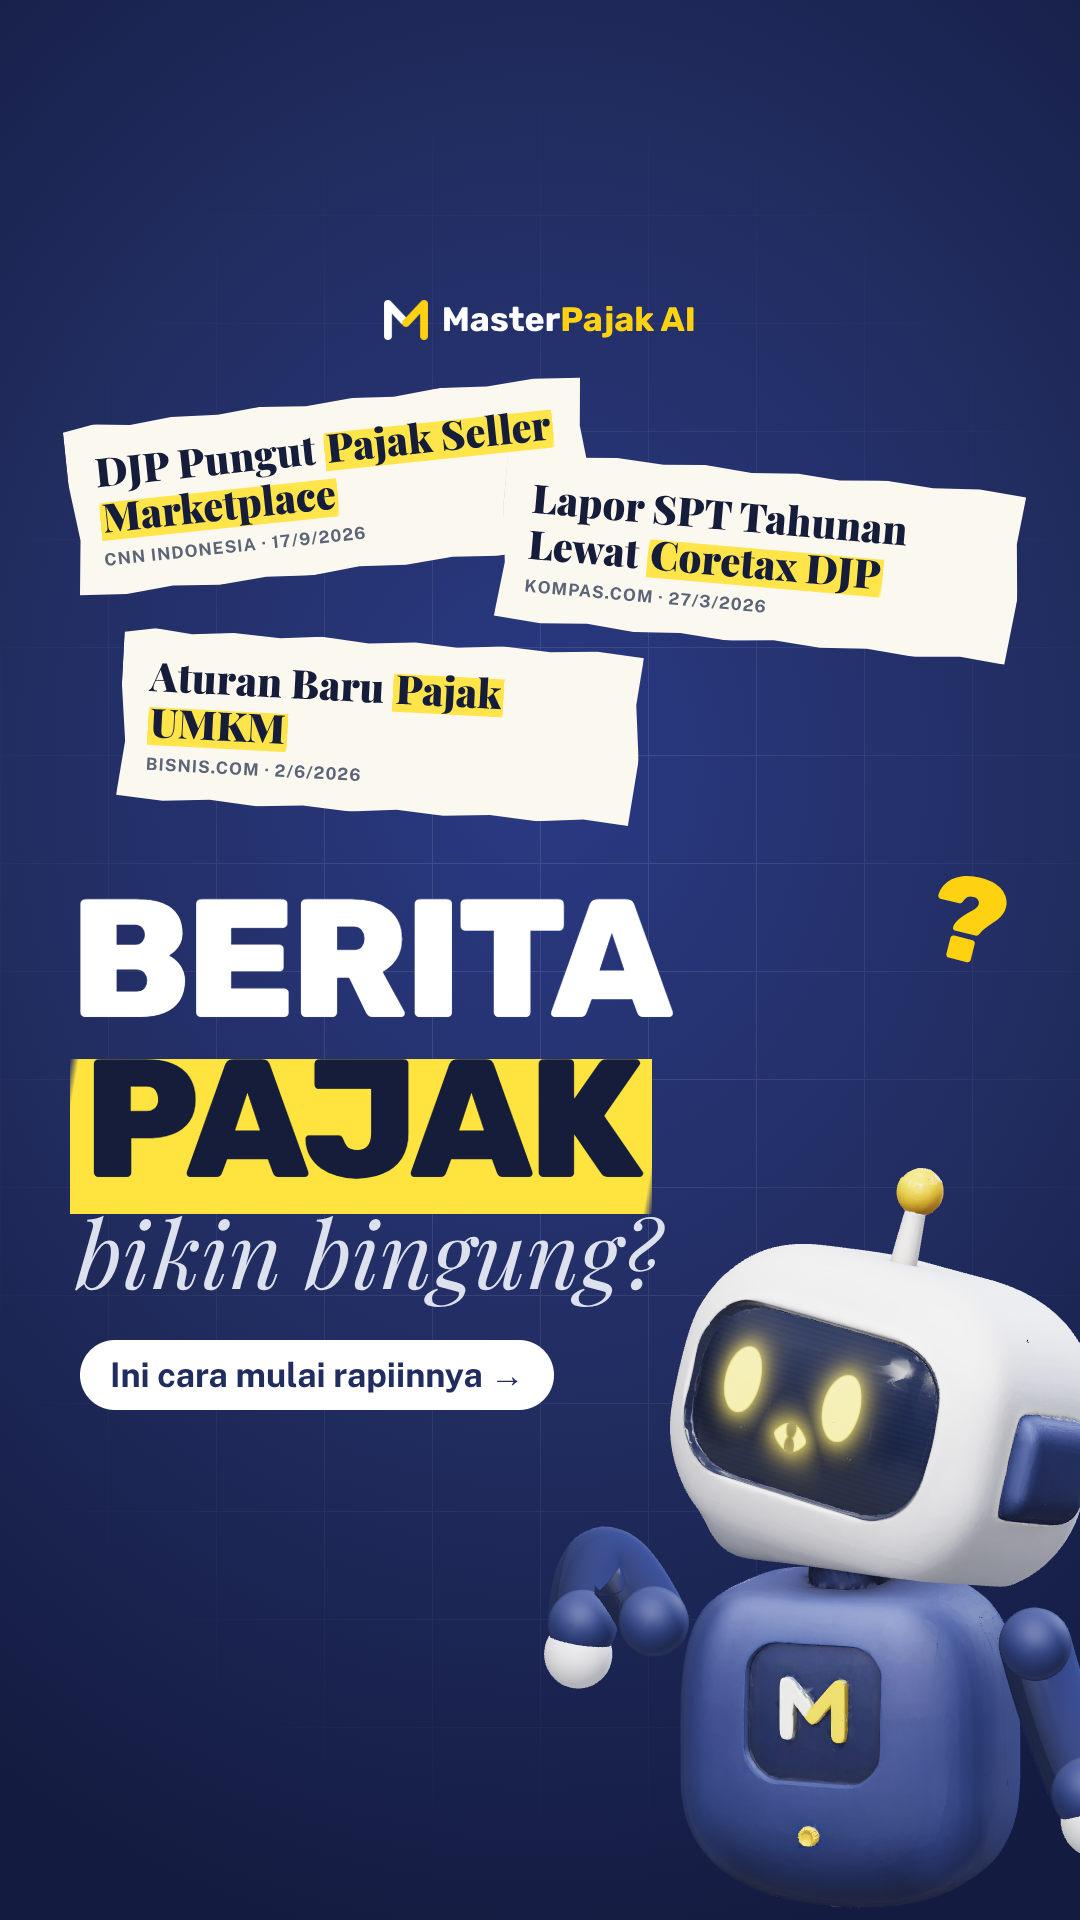 MasterPajak AI
DJP Pungut Pajak Seller
Marketplace
CNN INDONESIA · 17/9/2026
Lapor SPT Tahunan
Lewat Coretax DJP
KOMPAS.COM · 27/3/2026
Aturan Baru Pajak
UMKM
BISNIS.COM · 2/6/2026
BERITA
?
PAJAK
bikin bingung?
Ini cara mulai rapiinnya →
M